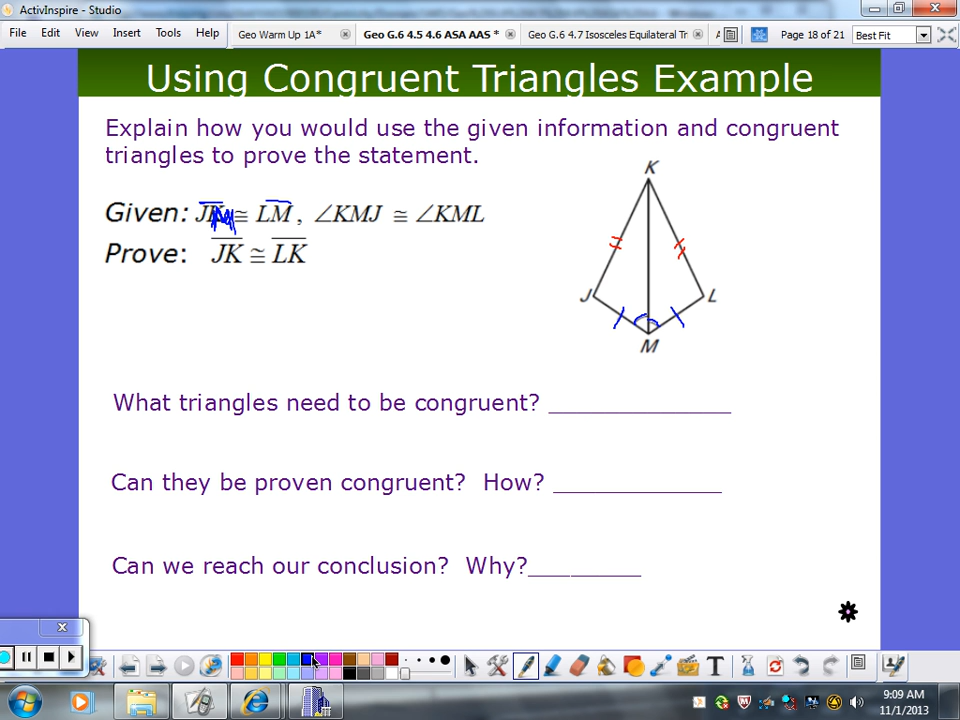 ActivInspire - Studio
File Edit View Insert Tools Help Geo Warm Up 1A* Geo G.6 4.5 4.6 ASA AAS * Geo G.6 4.7 Isosceles Equilateral Tr A Page 18 of 21 Best Fit
Using Congruent Triangles Example
Explain how you would use the given information and congruent
triangles to prove the statement.
K
Given: JM ≅ LM , ∠KMJ ≅ ∠KML
Prove: JK ≅ LK
J L
M
What triangles need to be congruent? _____________
Can they be proven congruent? How? ____________
Can we reach our conclusion? Why?________
T
9:09 AM
11/1/2013